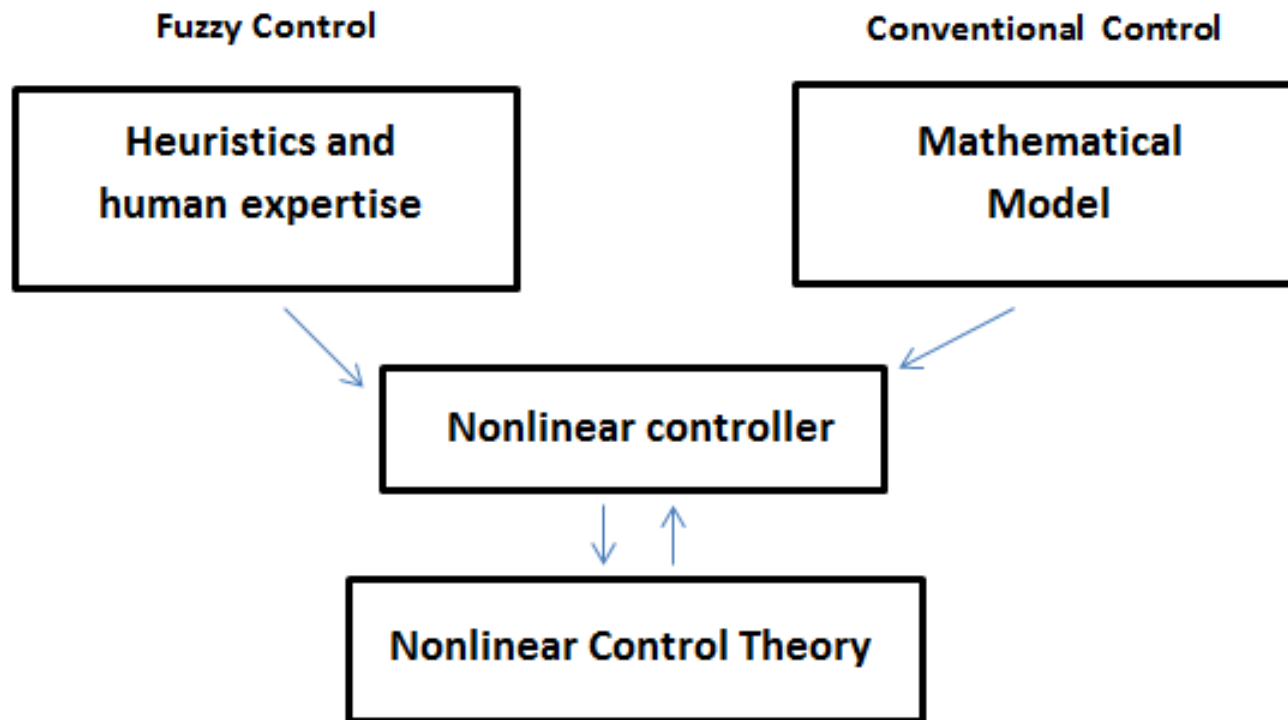 Fuzzy Control
Conventional Control
Heuristics and
human expertise
Mathematical
Model
Nonlinear controller
Nonlinear Control Theory